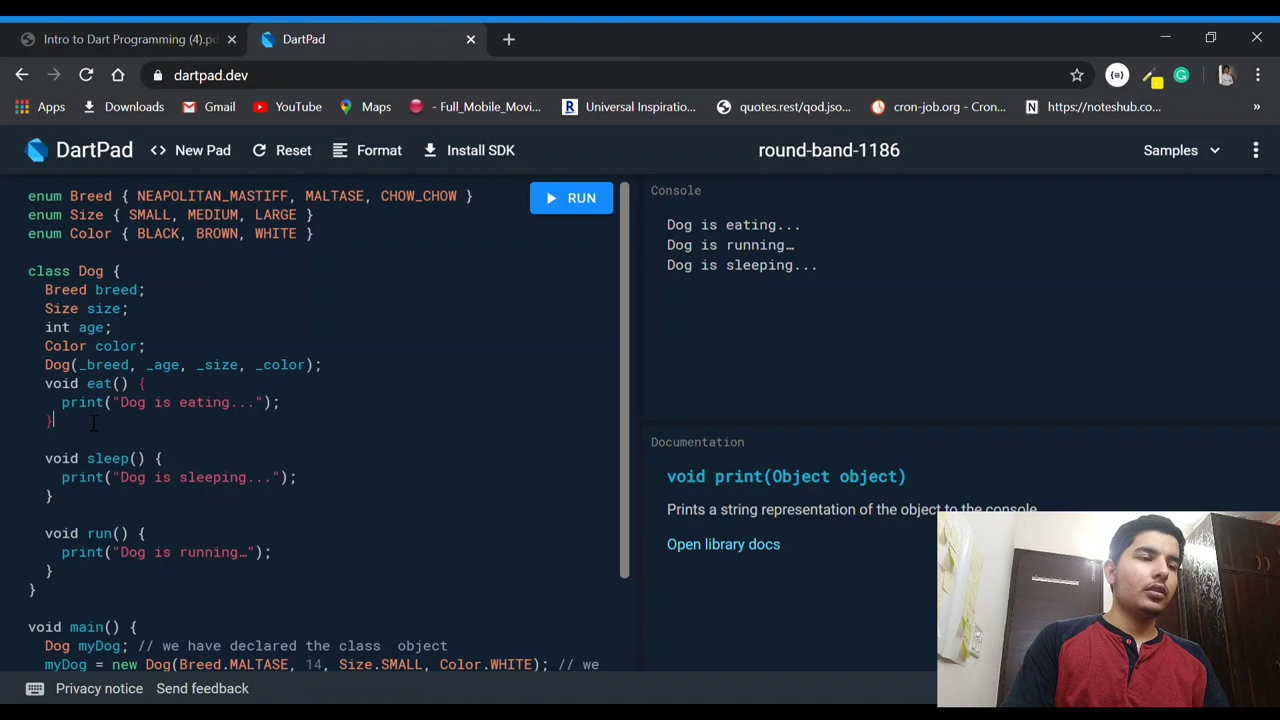 Intro to Dart Programming (4).pd
DartPad
dartpad.dev
Apps
Downloads
Gmail
YouTube
Maps
- Full_Mobile_Movi...
Universal Inspiratio...
quotes.rest/qod.jso...
cron-job.org - Cron...
https://noteshub.co...
»
DartPad
<> New Pad
Reset
Format
Install SDK
round-band-1186
Samples
enum Breed { NEAPOLITAN_MASTIFF, MALTASE, CHOW_CHOW }
enum Size { SMALL, MEDIUM, LARGE }
enum Color { BLACK, BROWN, WHITE }
class Dog {
Breed breed;
Size size;
int age;
Color color;
Dog(_breed, _age, _size, _color);
void eat() {
print("Dog is eating...");
}
void sleep() {
print("Dog is sleeping...");
}
void run() {
print("Dog is running…");
}
}
void main() {
Dog myDog; // we have declared the class  object
myDog = new Dog(Breed.MALTASE, 14, Size.SMALL, Color.WHITE); // we
RUN
Console
Dog is eating...
Dog is running…
Dog is sleeping...
Documentation
void print(Object object)
Prints a string representation of the object to the console.
Open library docs
Privacy notice
Send feedback